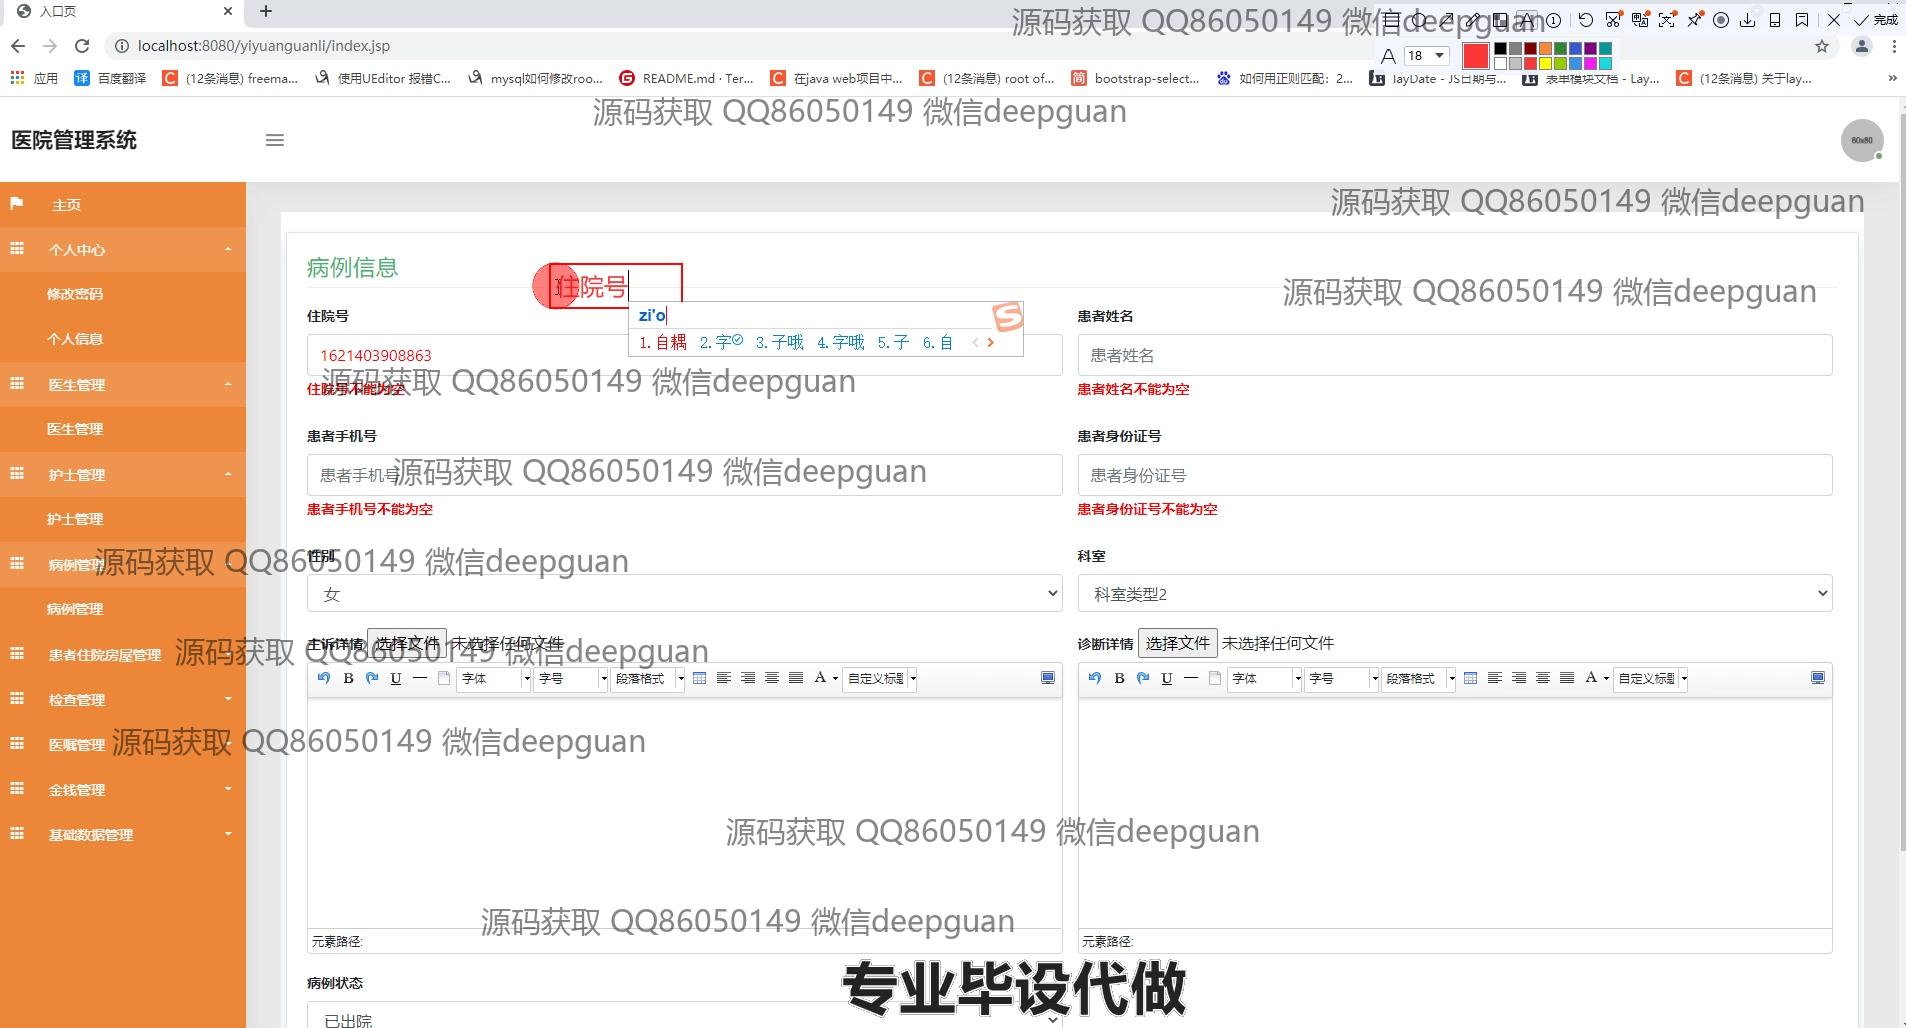 入口页
localhost:8080/yiyuanguanli/index.jsp
完成
18
应用
百度翻译
(12条消息) freema...
使用UEditor 报错C...
mysql如何修改roo...
README.md · Ter...
在java web项目中...
(12条消息) root of...
bootstrap-select...
如何用正则匹配：2...
layDate - JS日期与...
表单模块文档 - Lay...
(12条消息) 关于lay...
源码获取 QQ86050149 微信deepguan
源码获取 QQ86050149 微信deepguan
医院管理系统
80x80
源码获取 QQ86050149 微信deepguan
主页
个人中心
修改密码
个人信息
医生管理
医生管理
护士管理
护士管理
病例管理
病例管理
患者住院房屋管理
检查管理
医嘱管理
金钱管理
基础数据管理
病例信息
住院号
zi'o
1.自耦 2.字 3.子哦 4.字哦 5.子 6.自
源码获取 QQ86050149 微信deepguan
住院号
1621403908863
住院号不能为空
患者姓名
患者姓名
患者姓名不能为空
源码获取 QQ86050149 微信deepguan
患者手机号
患者手机号
患者手机号不能为空
患者身份证号
患者身份证号
患者身份证号不能为空
源码获取 QQ86050149 微信deepguan
性别
女
科室
科室类型2
源码获取 QQ86050149 微信deepguan
主诉详情 选择文件 未选择任何文件
诊断详情 选择文件 未选择任何文件
源码获取 QQ86050149 微信deepguan
B U 字体 字号 段落格式 A 自定义标题
B U 字体 字号 段落格式 A 自定义标题
源码获取 QQ86050149 微信deepguan
源码获取 QQ86050149 微信deepguan
源码获取 QQ86050149 微信deepguan
元素路径:
元素路径:
病例状态
已出院
专业毕设代做